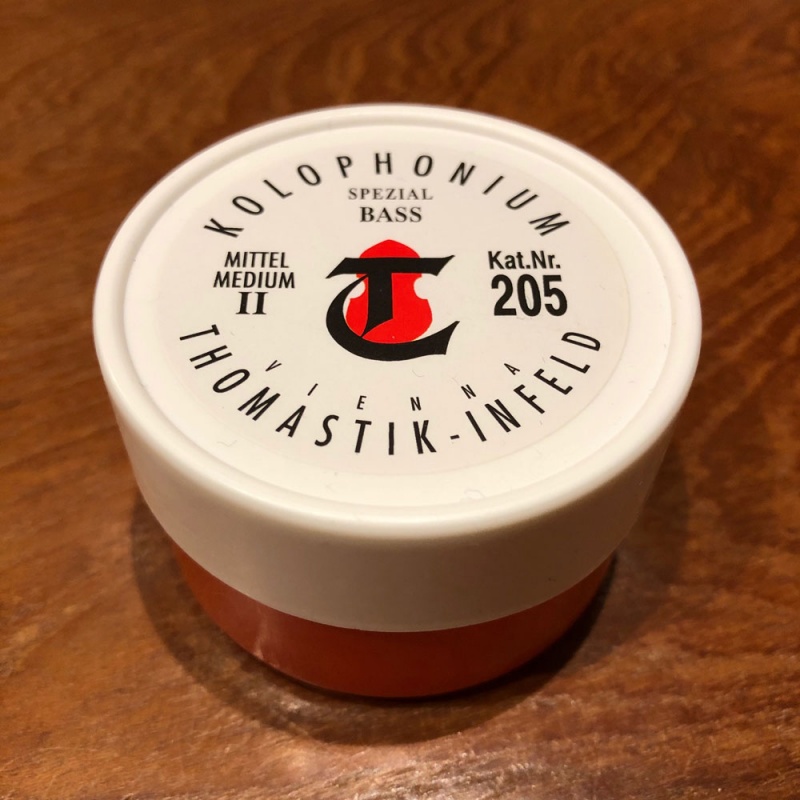 KOLOPHONIUM
SPEZIAL
BASS
MITTEL
MEDIUM
II
Kat.Nr.
205
VIENNA
THOMASTIK-INFELD